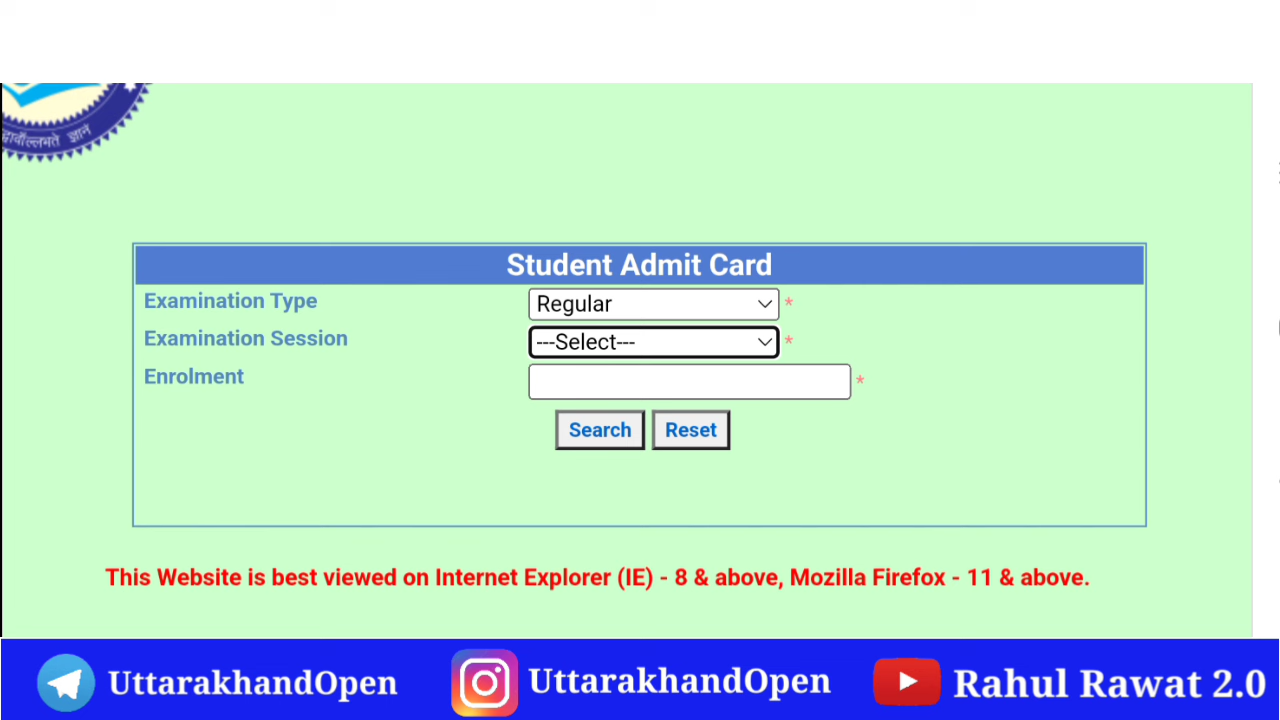 ज्ञानं
Student Admit Card
Examination Type
Regular
*
Examination Session
---Select---
*
Enrolment
*
Search
Reset
This Website is best viewed on Internet Explorer (IE) - 8 & above, Mozilla Firefox - 11 & above.
UttarakhandOpen
UttarakhandOpen
Rahul Rawat 2.0